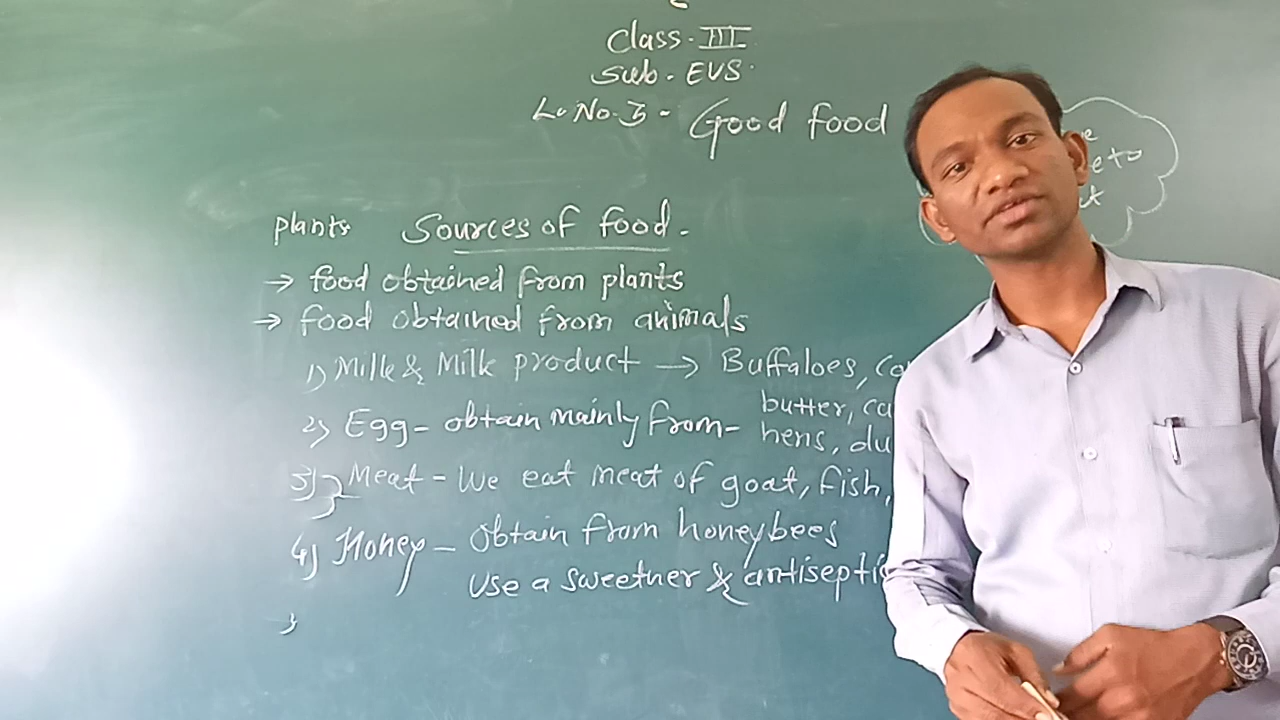 Class. III
Sub. EVS.
L. No. 5 - Good food
plants Sources of food.
→ food obtained from plants
→ food obtained from animals
1) Milk & Milk product → Buffaloes,
butter,
2) Egg - obtain mainly from - hens,
3) Meat - We eat meat of goat, fish,
4) Honey - obtain from honeybees
Use a sweetner & antiseptic